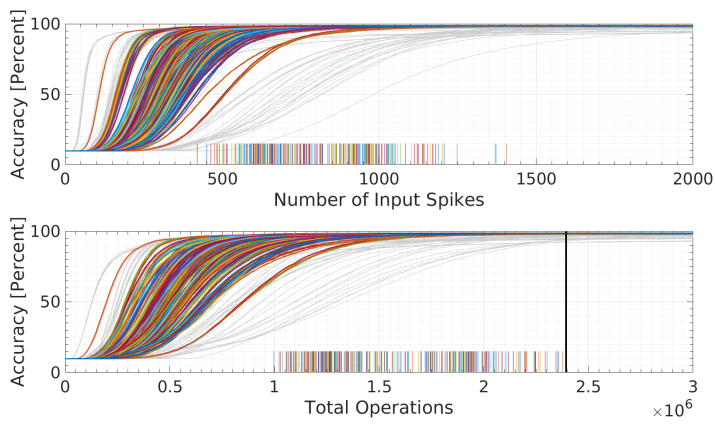 100
50
0
Accuracy [Percent]
0 500 1000 1500 2000
Number of Input Spikes
100
50
0
Accuracy [Percent]
0 0.5 1 1.5 2 2.5 3
Total Operations
×10^6